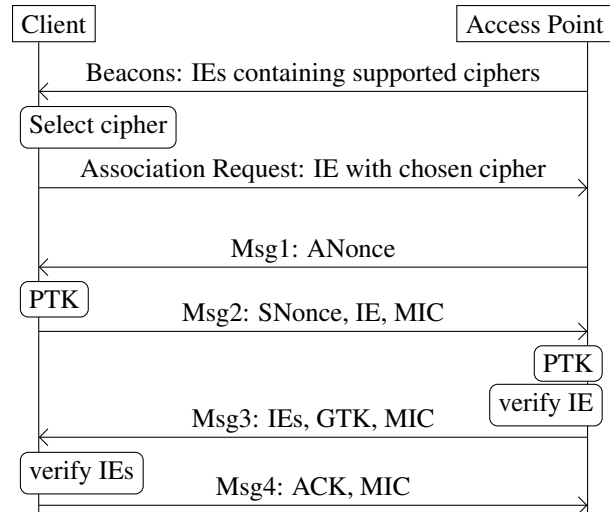 Client
Access Point
Beacons: IEs containing supported ciphers
Select cipher
Association Request: IE with chosen cipher
Msg1: ANonce
PTK
Msg2: SNonce, IE, MIC
PTK
verify IE
Msg3: IEs, GTK, MIC
verify IEs
Msg4: ACK, MIC